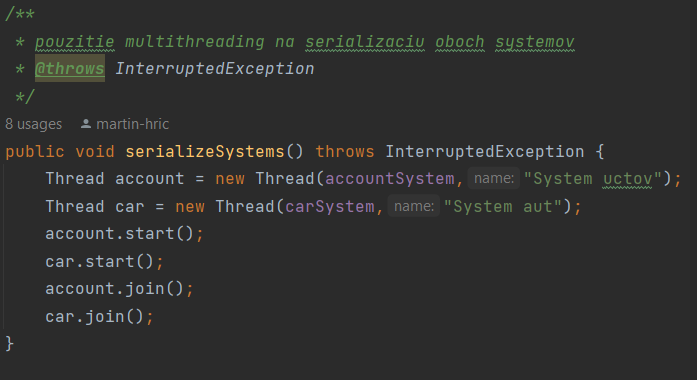 /**
 * pouzitie multithreading na serializaciu oboch systemov
 * @throws InterruptedException
 */
8 usages martin-hric
public void serializeSystems() throws InterruptedException {
    Thread account = new Thread(accountSystem, name: "System uctov");
    Thread car = new Thread(carSystem, name: "System aut");
    account.start();
    car.start();
    account.join();
    car.join();
}